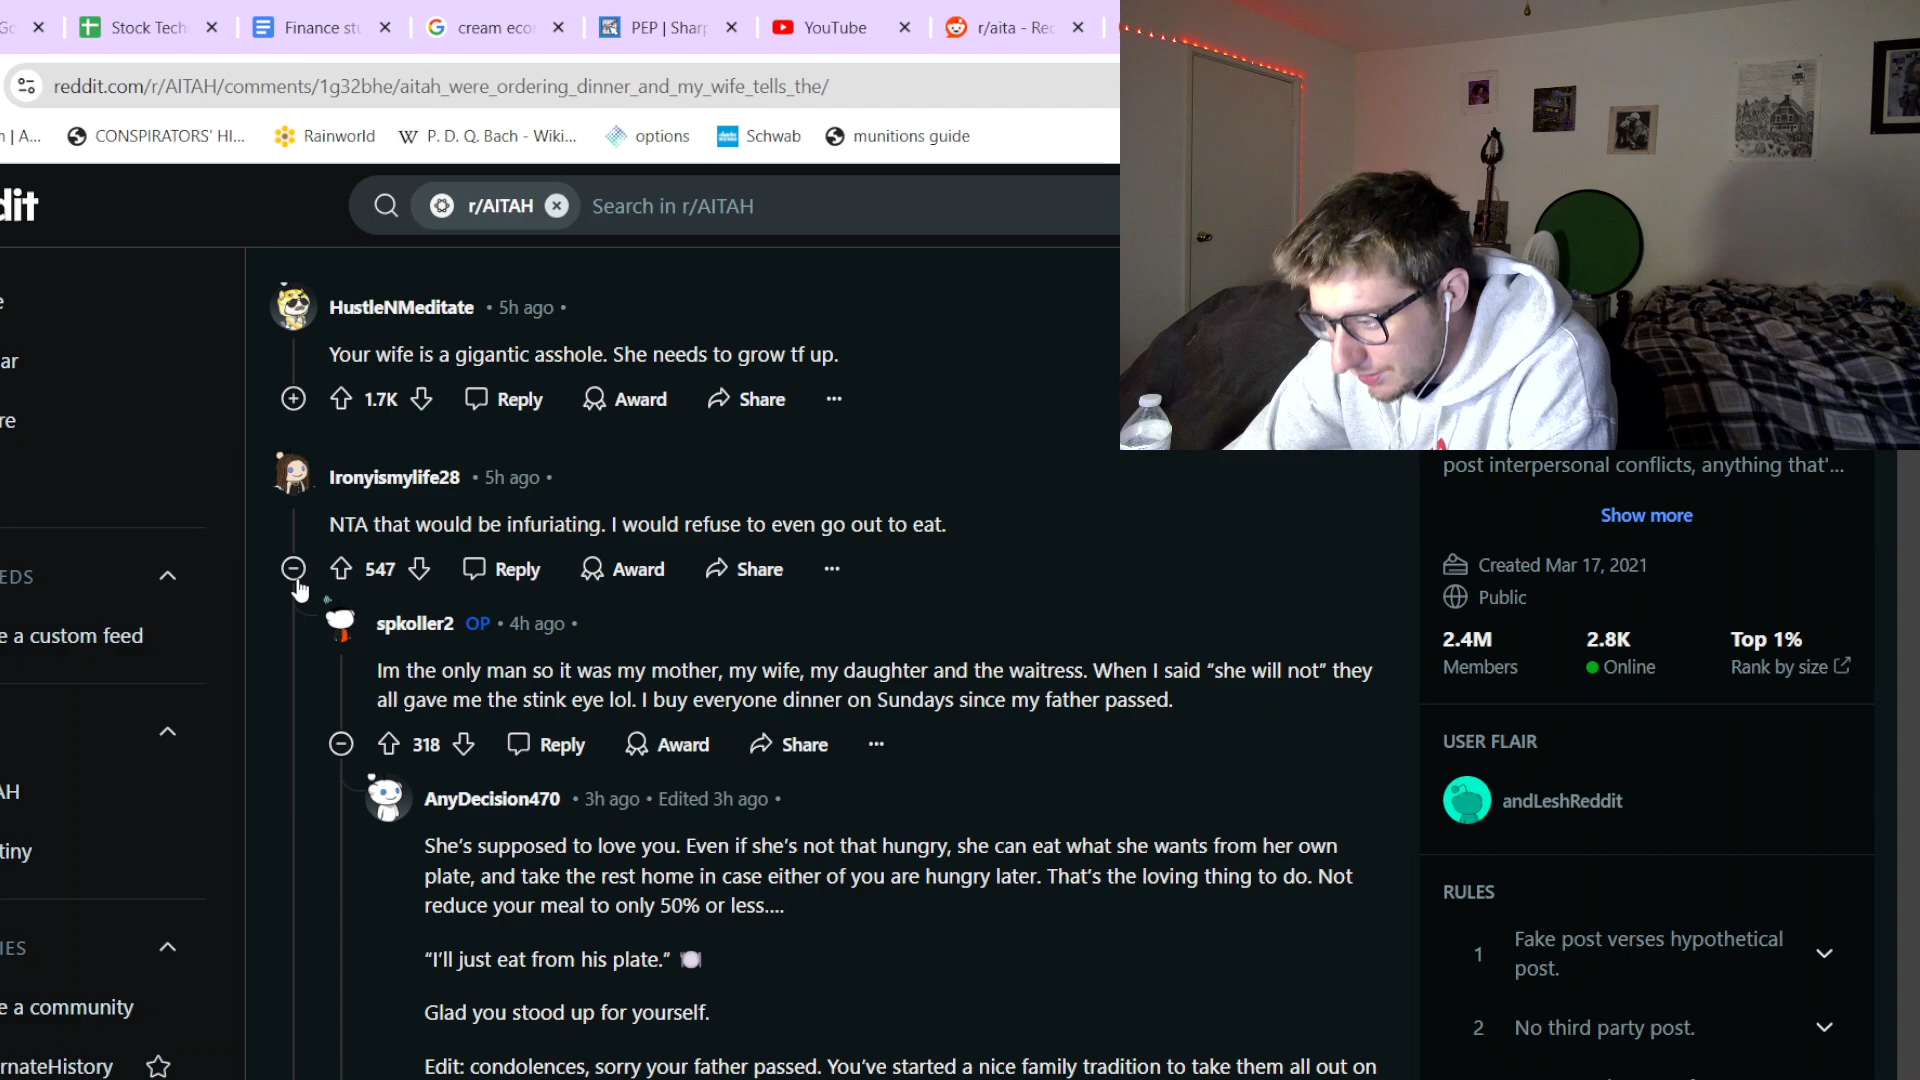 Stock Tech
Finance stu
cream eco
PEP | Sharp
YouTube
r/aita - Red
reddit.com/r/AITAH/comments/1g32bhe/aitah_were_ordering_dinner_and_my_wife_tells_the/
n | A...
CONSPIRATORS' HI...
Rainworld
W P. D. Q. Bach - Wiki...
options
Schwab
munitions guide
dit
r/AITAH
Search in r/AITAH
e
ar
re
EDS
e a custom feed
AH
tiny
IES
e a community
rnateHistory
HustleNMeditate • 5h ago •
Your wife is a gigantic asshole. She needs to grow tf up.
1.7K Reply Award Share ...
Ironyismylife28 • 5h ago •
NTA that would be infuriating. I would refuse to even go out to eat.
547 Reply Award Share ...
spkoller2 OP • 4h ago •
Im the only man so it was my mother, my wife, my daughter and the waitress. When I said “she will not” they
all gave me the stink eye lol. I buy everyone dinner on Sundays since my father passed.
318 Reply Award Share ...
AnyDecision470 • 3h ago • Edited 3h ago •
She’s supposed to love you. Even if she’s not that hungry, she can eat what she wants from her own
plate, and take the rest home in case either of you are hungry later. That’s the loving thing to do. Not
reduce your meal to only 50% or less....
“I’ll just eat from his plate.” 🍽️
Glad you stood up for yourself.
Edit: condolences, sorry your father passed. You’ve started a nice family tradition to take them all out on
post interpersonal conflicts, anything that'...
Show more
Created Mar 17, 2021
Public
2.4M 2.8K Top 1%
Members Online Rank by size
USER FLAIR
andLeshReddit
RULES
1 Fake post verses hypothetical
post.
2 No third party post.